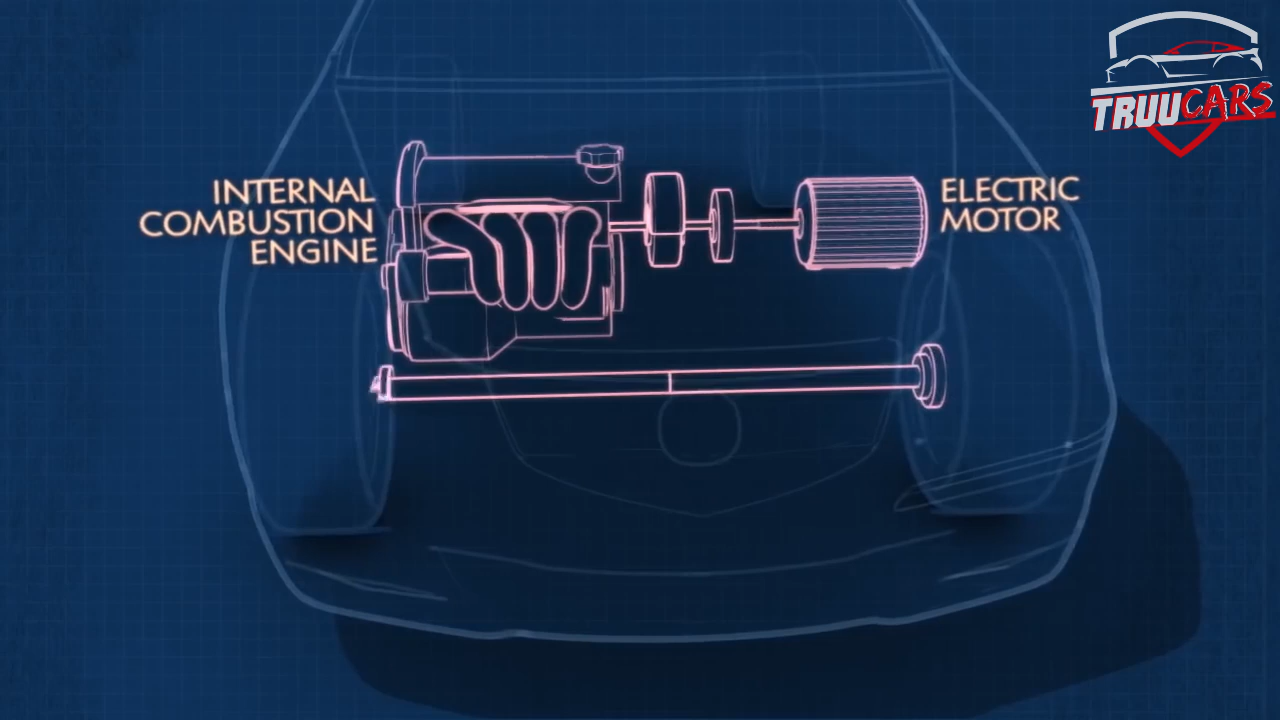 TRUUCARS
INTERNAL
COMBUSTION
ENGINE
ELECTRIC
MOTOR